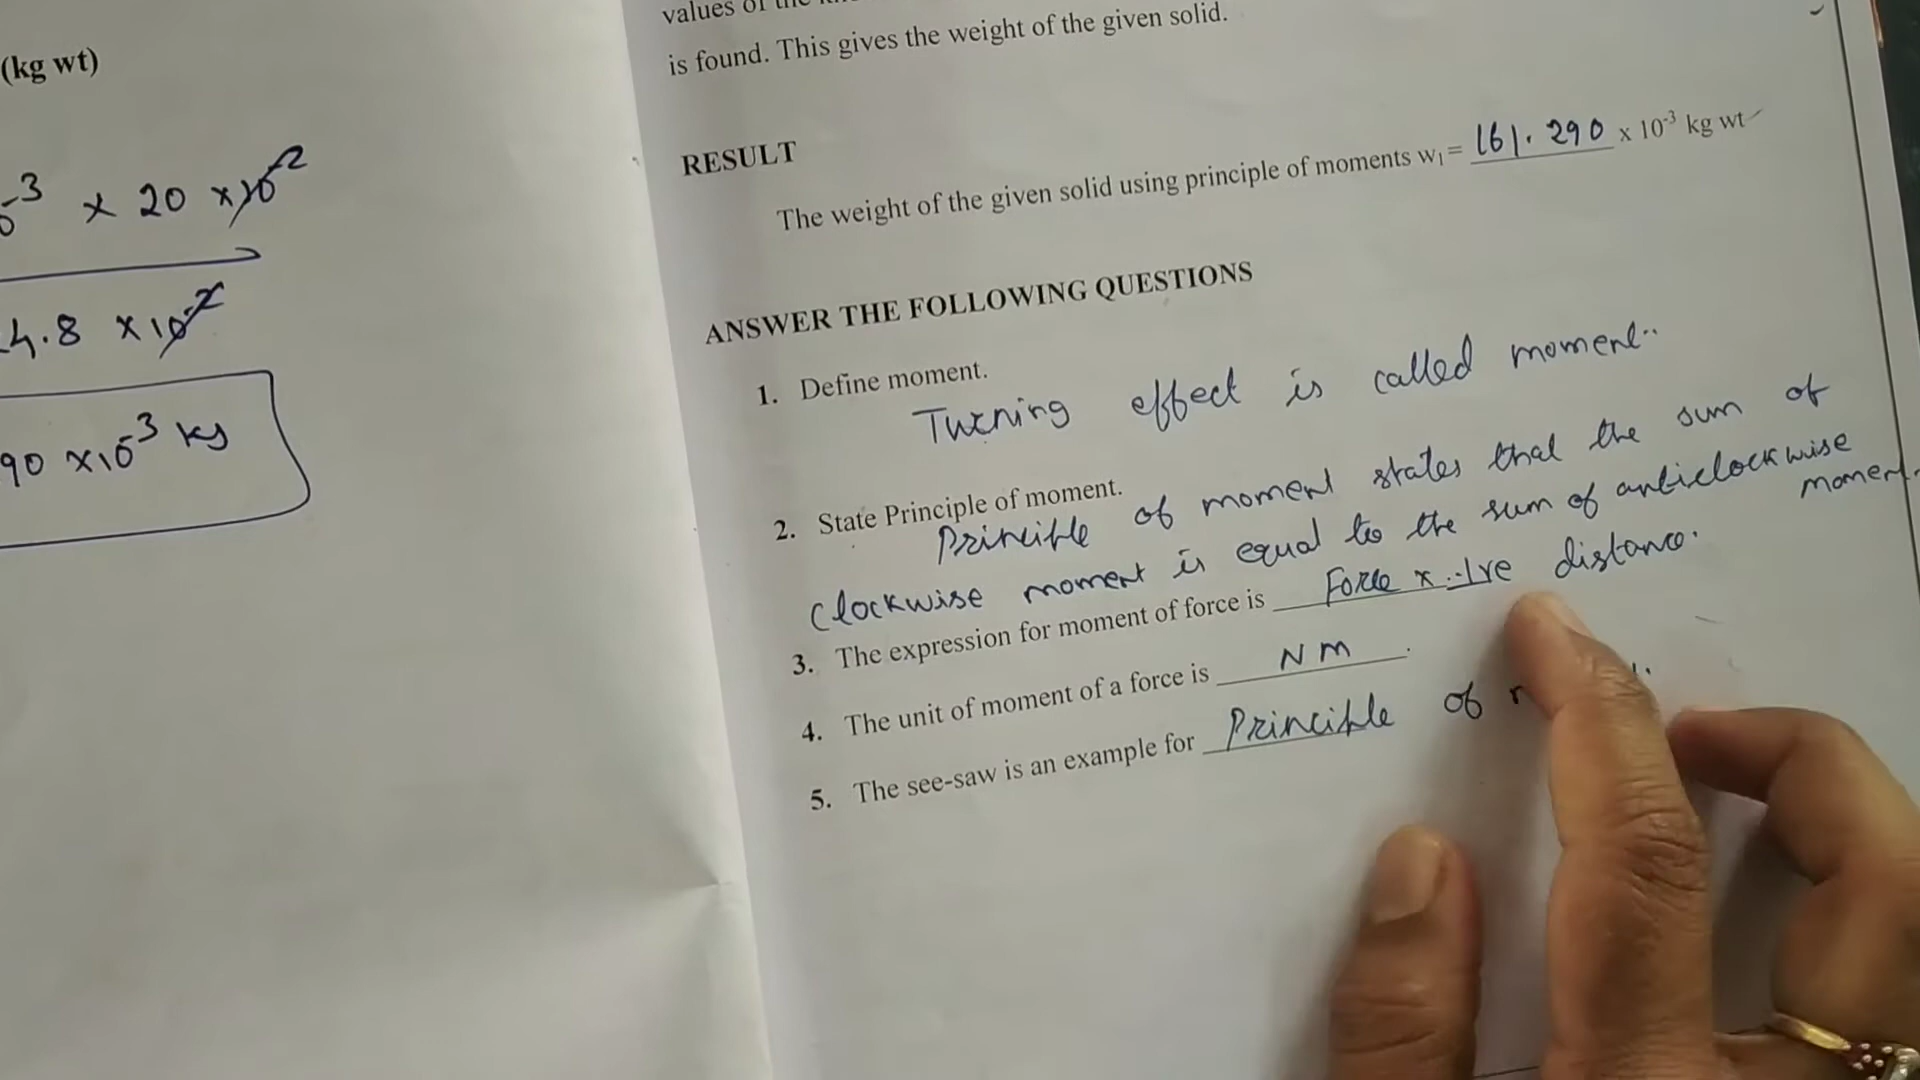 (kg wt)
-3 x 20 x 10-2
4.8 x 10-2
90 x 10-3 kg
values of the
is found. This gives the weight of the given solid.
RESULT
The weight of the given solid using principle of moments w1 = 161.290 x 10-3 kg wt
ANSWER THE FOLLOWING QUESTIONS
1. Define moment.
Turning effect is called moment.
2. State Principle of moment.
Principle of moment states that the sum of
clockwise moment is equal to the sum of anticlockwise
moment.
3. The expression for moment of force is Force x ⊥re distance.
4. The unit of moment of a force is NM
5. The see-saw is an example for Principle of